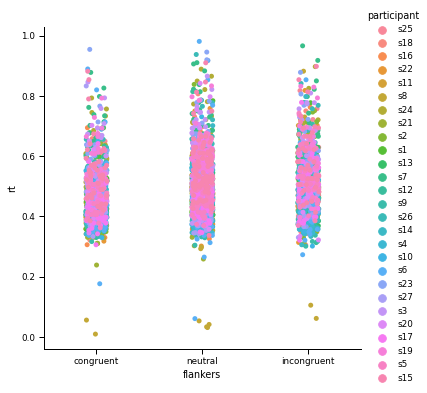 participant
s25
s18
s16
s22
s11
s8
s24
s21
s2
s1
s13
s7
s12
s9
s26
s14
s4
s10
s6
s23
s27
s3
s20
s17
s19
s5
s15
1.0
0.8
0.6
0.4
0.2
0.0
rt
congruent neutral incongruent
flankers